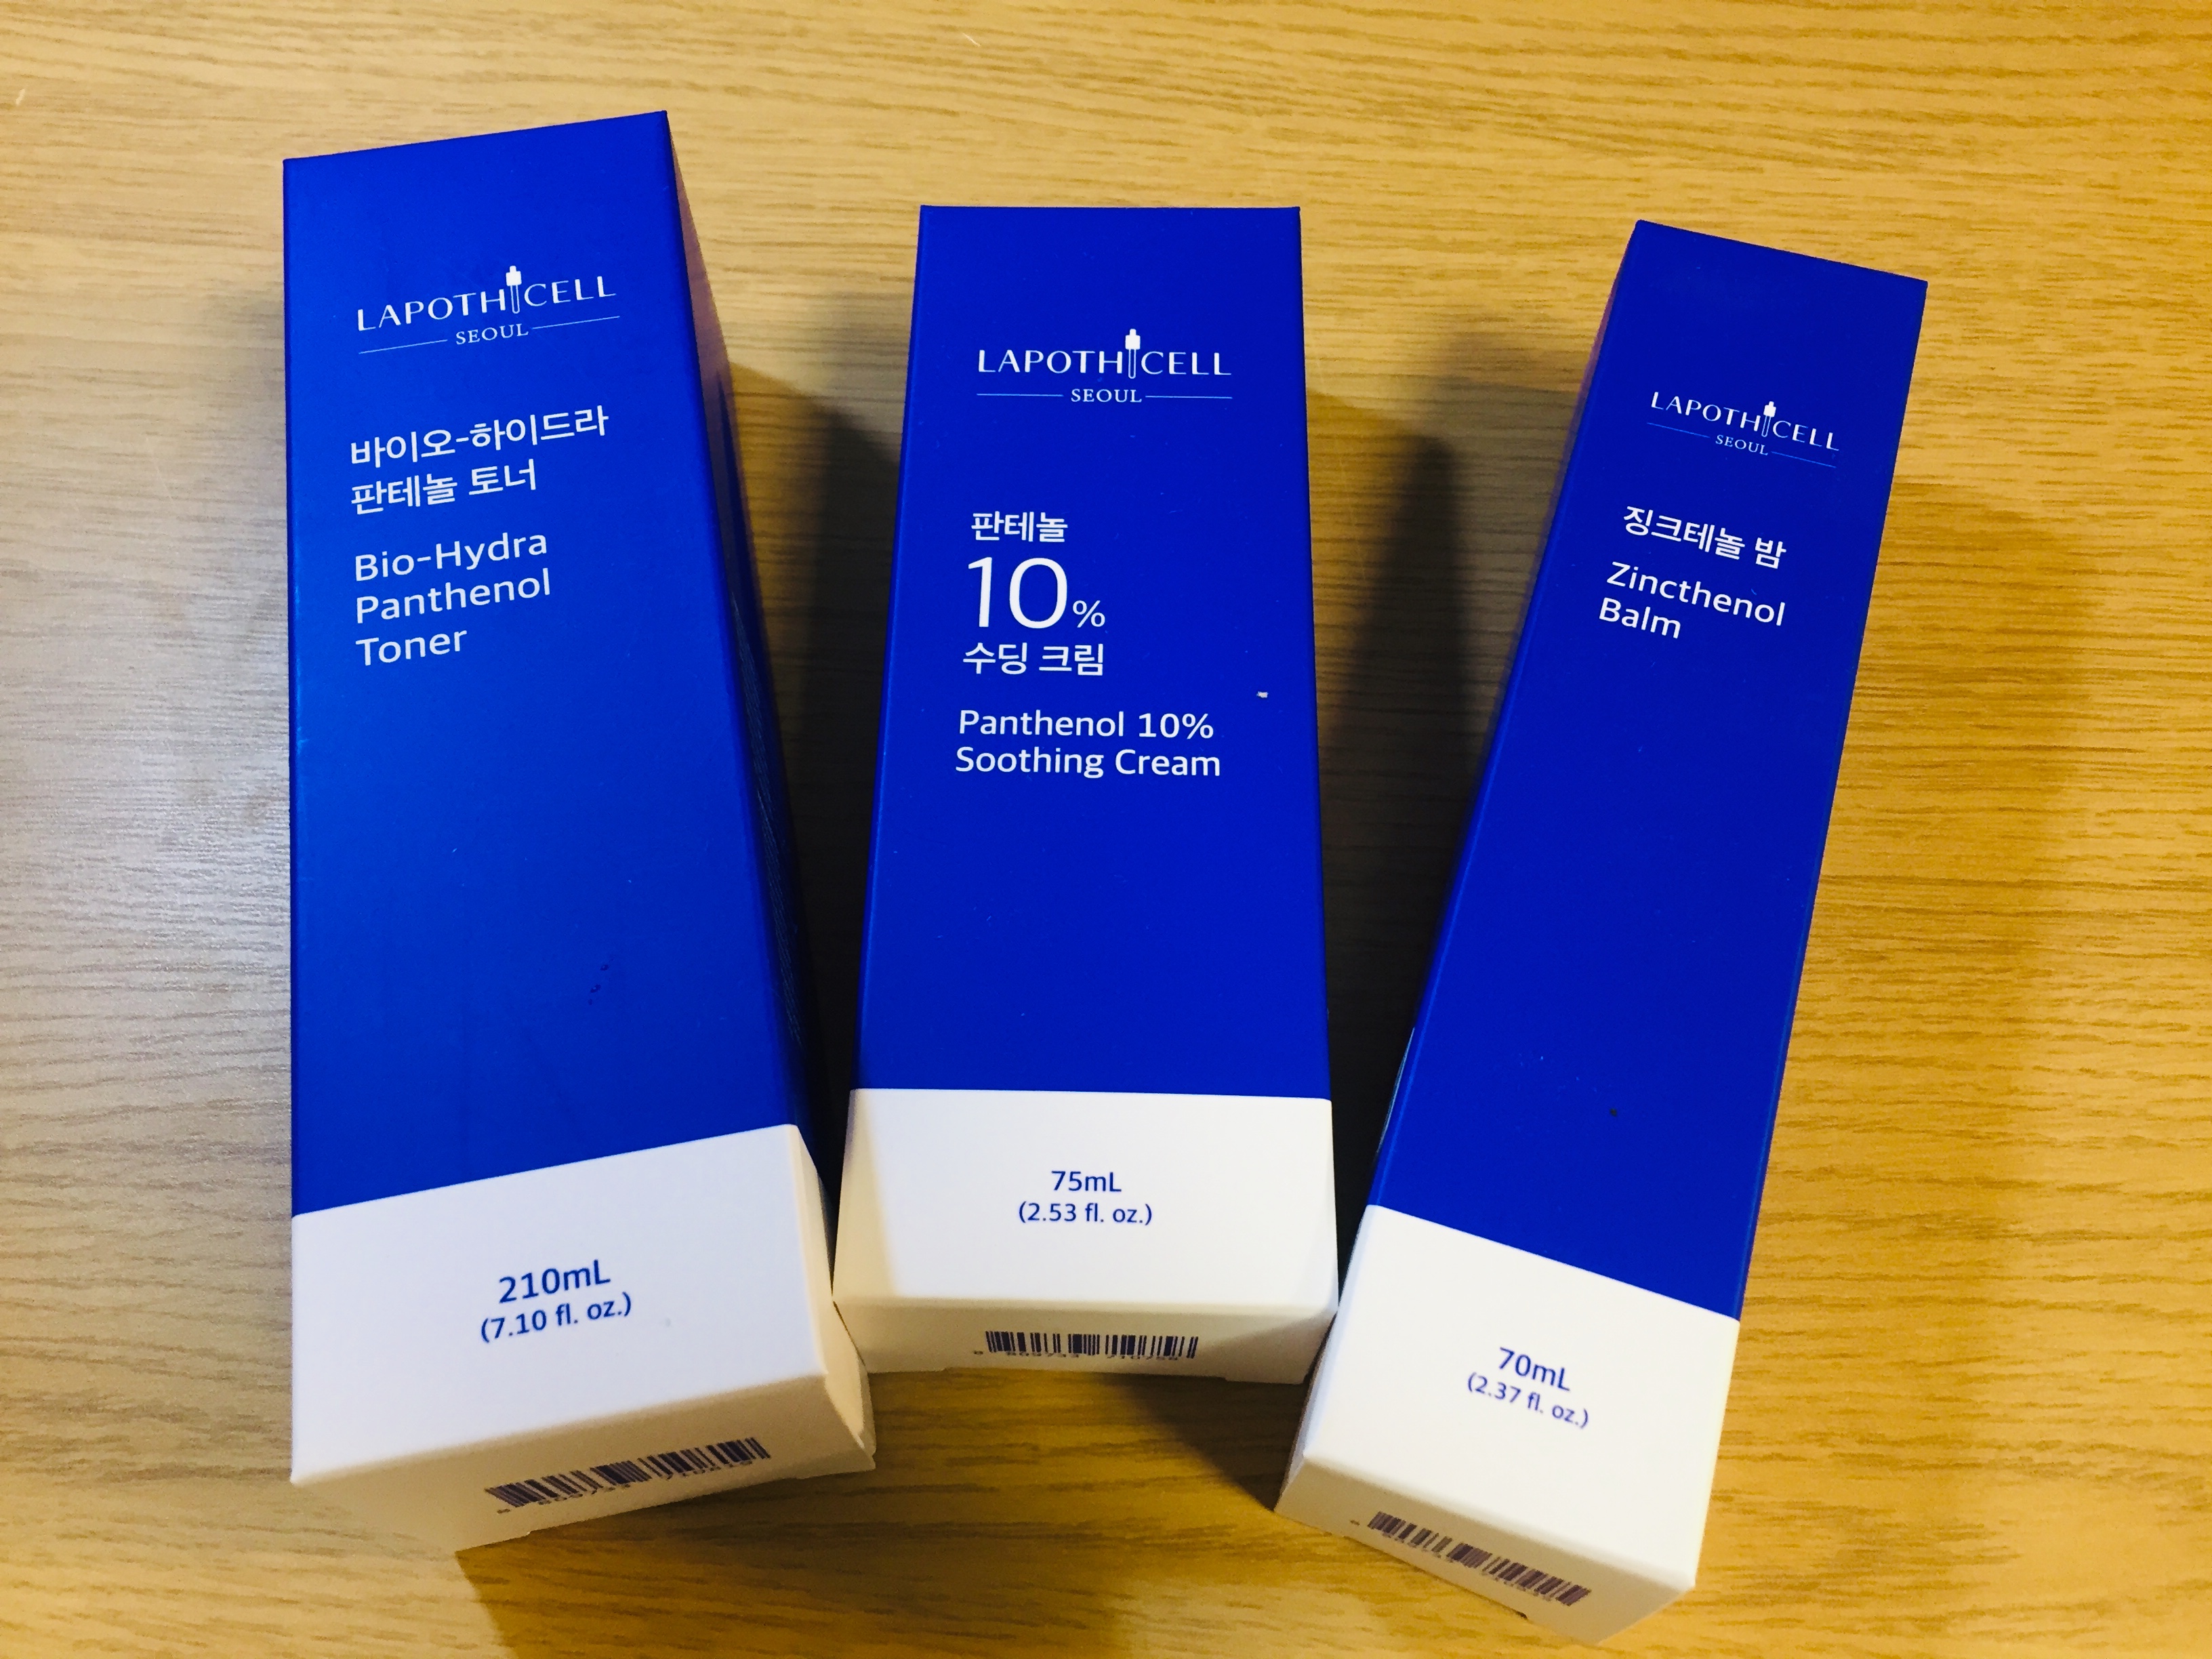 LAPOTHICELL
SEOUL
바이오-하이드라
판테놀 토너
Bio-Hydra
Panthenol
Toner
210mL
(7.10 fl. oz.)
LAPOTHICELL
SEOUL
판테놀
10%
수딩 크림
Panthenol 10%
Soothing Cream
75mL
(2.53 fl. oz.)
LAPOTHICELL
SEOUL
징크테놀 밤
Zincthenol
Balm
70mL
(2.37 fl. oz.)